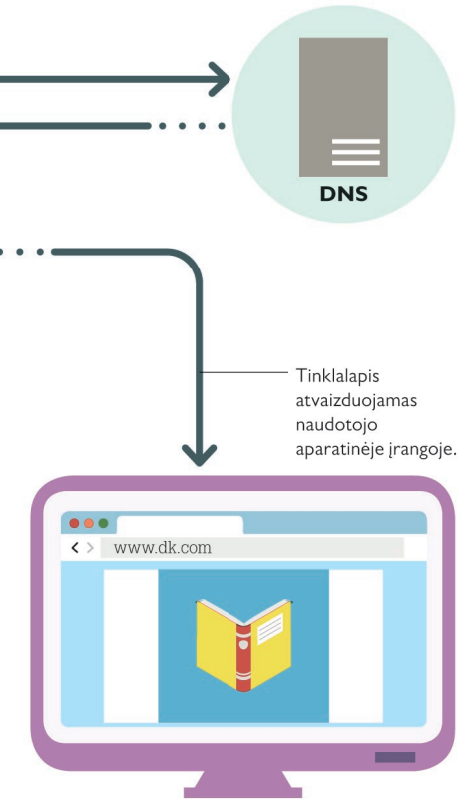 DNS
Tinklalapis
atvaizduojamas
naudotojo
aparatinėje įrangoje.
www.dk.com